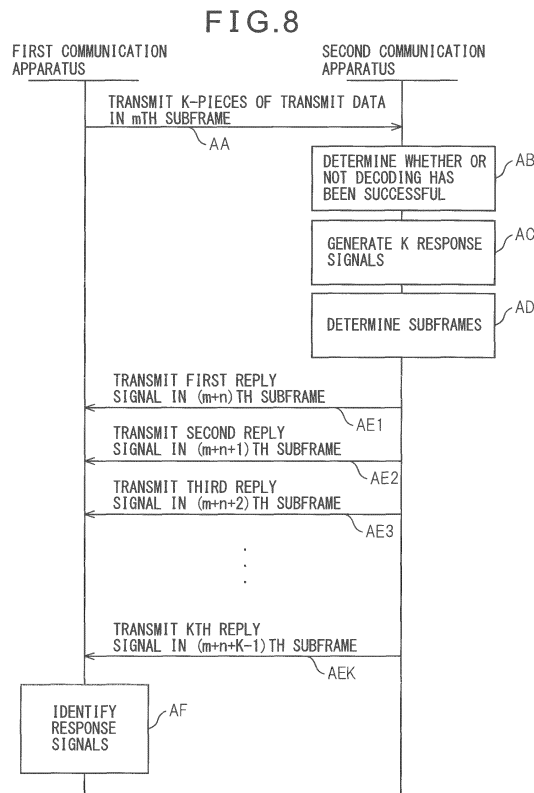 FIG.8
FIRST COMMUNICATION
APPARATUS
SECOND COMMUNICATION
APPARATUS
TRANSMIT K-PIECES OF TRANSMIT DATA
IN mTH SUBFRAME
AA
DETERMINE WHETHER OR
NOT DECODING HAS
BEEN SUCCESSFUL
AB
GENERATE K RESPONSE
SIGNALS
AC
DETERMINE SUBFRAMES
AD
TRANSMIT FIRST REPLY
SIGNAL IN (m+n)TH SUBFRAME
AE1
TRANSMIT SECOND REPLY
SIGNAL IN (m+n+1)TH SUBFRAME
AE2
TRANSMIT THIRD REPLY
SIGNAL IN (m+n+2)TH SUBFRAME
AE3
TRANSMIT KTH REPLY
SIGNAL IN (m+n+K-1)TH SUBFRAME
AEK
IDENTIFY
RESPONSE
SIGNALS
AF